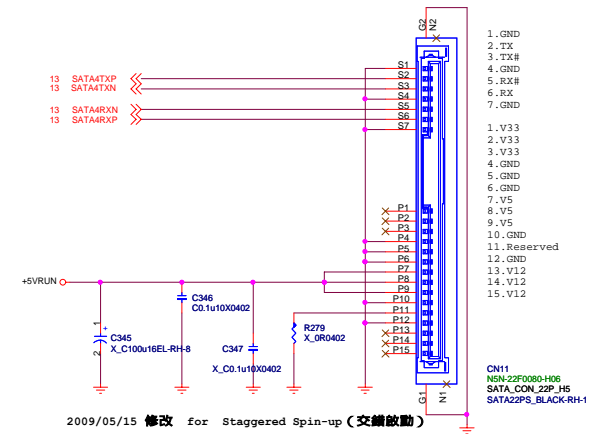 G2
N2
1.GND
2.TX
3.TX#
4.GND
5.RX#
6.RX
7.GND
1.V33
2.V33
3.V33
4.GND
5.GND
6.GND
7.V5
8.V5
9.V5
10.GND
11.Reserved
12.GND
13.V12
14.V12
15.V12
S1
13 SATA4TXP S2
13 SATA4TXN S3
S4
13 SATA4RXN S5
13 SATA4RXP S6
S7
P1
P2
P3
P4
P5
P6
P7
+5VRUN P8
P9
P10
P11
P12
P13
P14
P15
C346
C0.1u10X0402
1
+
C345
X_C100u16EL-RH-8
2
C347
X_C0.1u10X0402
R279
X_0R0402
CN11
N5N-22F0080-H06
SATA_CON_22P_H5
SATA22PS_BLACK-RH-1
G1
N1
2009/05/15 修改 for Staggered Spin-up (交錯啟動)